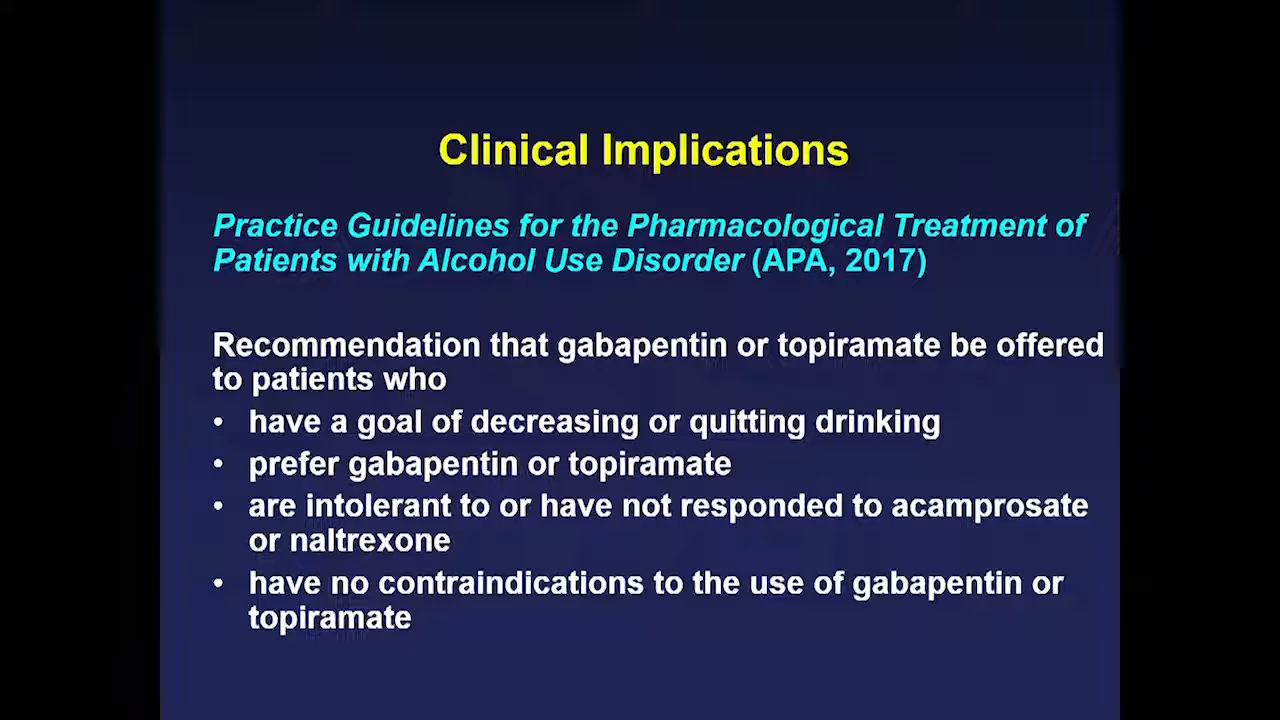 Clinical Implications
Practice Guidelines for the Pharmacological Treatment of
Patients with Alcohol Use Disorder (APA, 2017)
Recommendation that gabapentin or topiramate be offered
to patients who
• have a goal of decreasing or quitting drinking
• prefer gabapentin or topiramate
• are intolerant to or have not responded to acamprosate
or naltrexone
• have no contraindications to the use of gabapentin or
topiramate